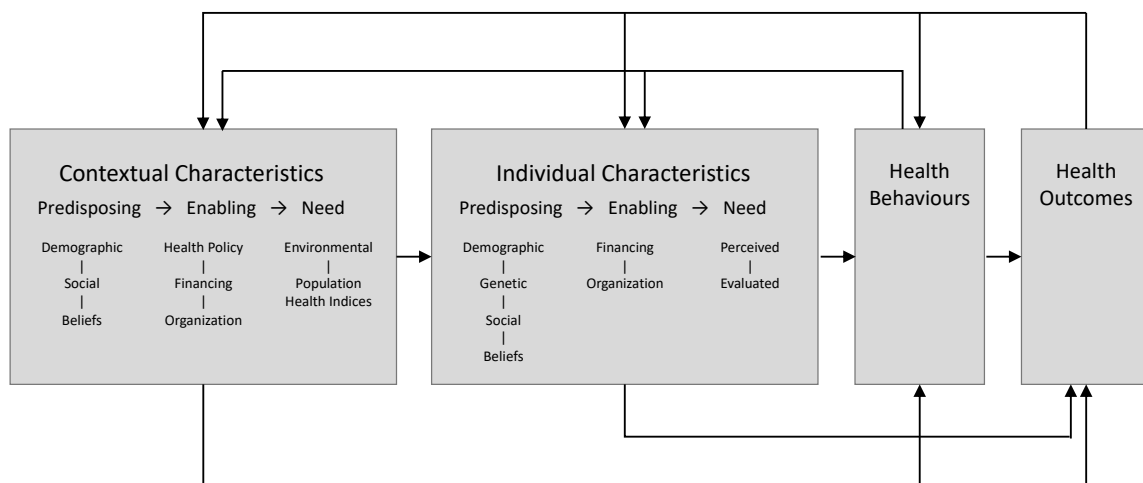 Contextual Characteristics
Predisposing → Enabling → Need
Demographic
Social
Beliefs
Health Policy
Financing
Organization
Environmental
Population
Health Indices
Individual Characteristics
Predisposing → Enabling → Need
Demographic
Genetic
Social
Beliefs
Financing
Organization
Perceived
Evaluated
Health
Behaviours
Health
Outcomes